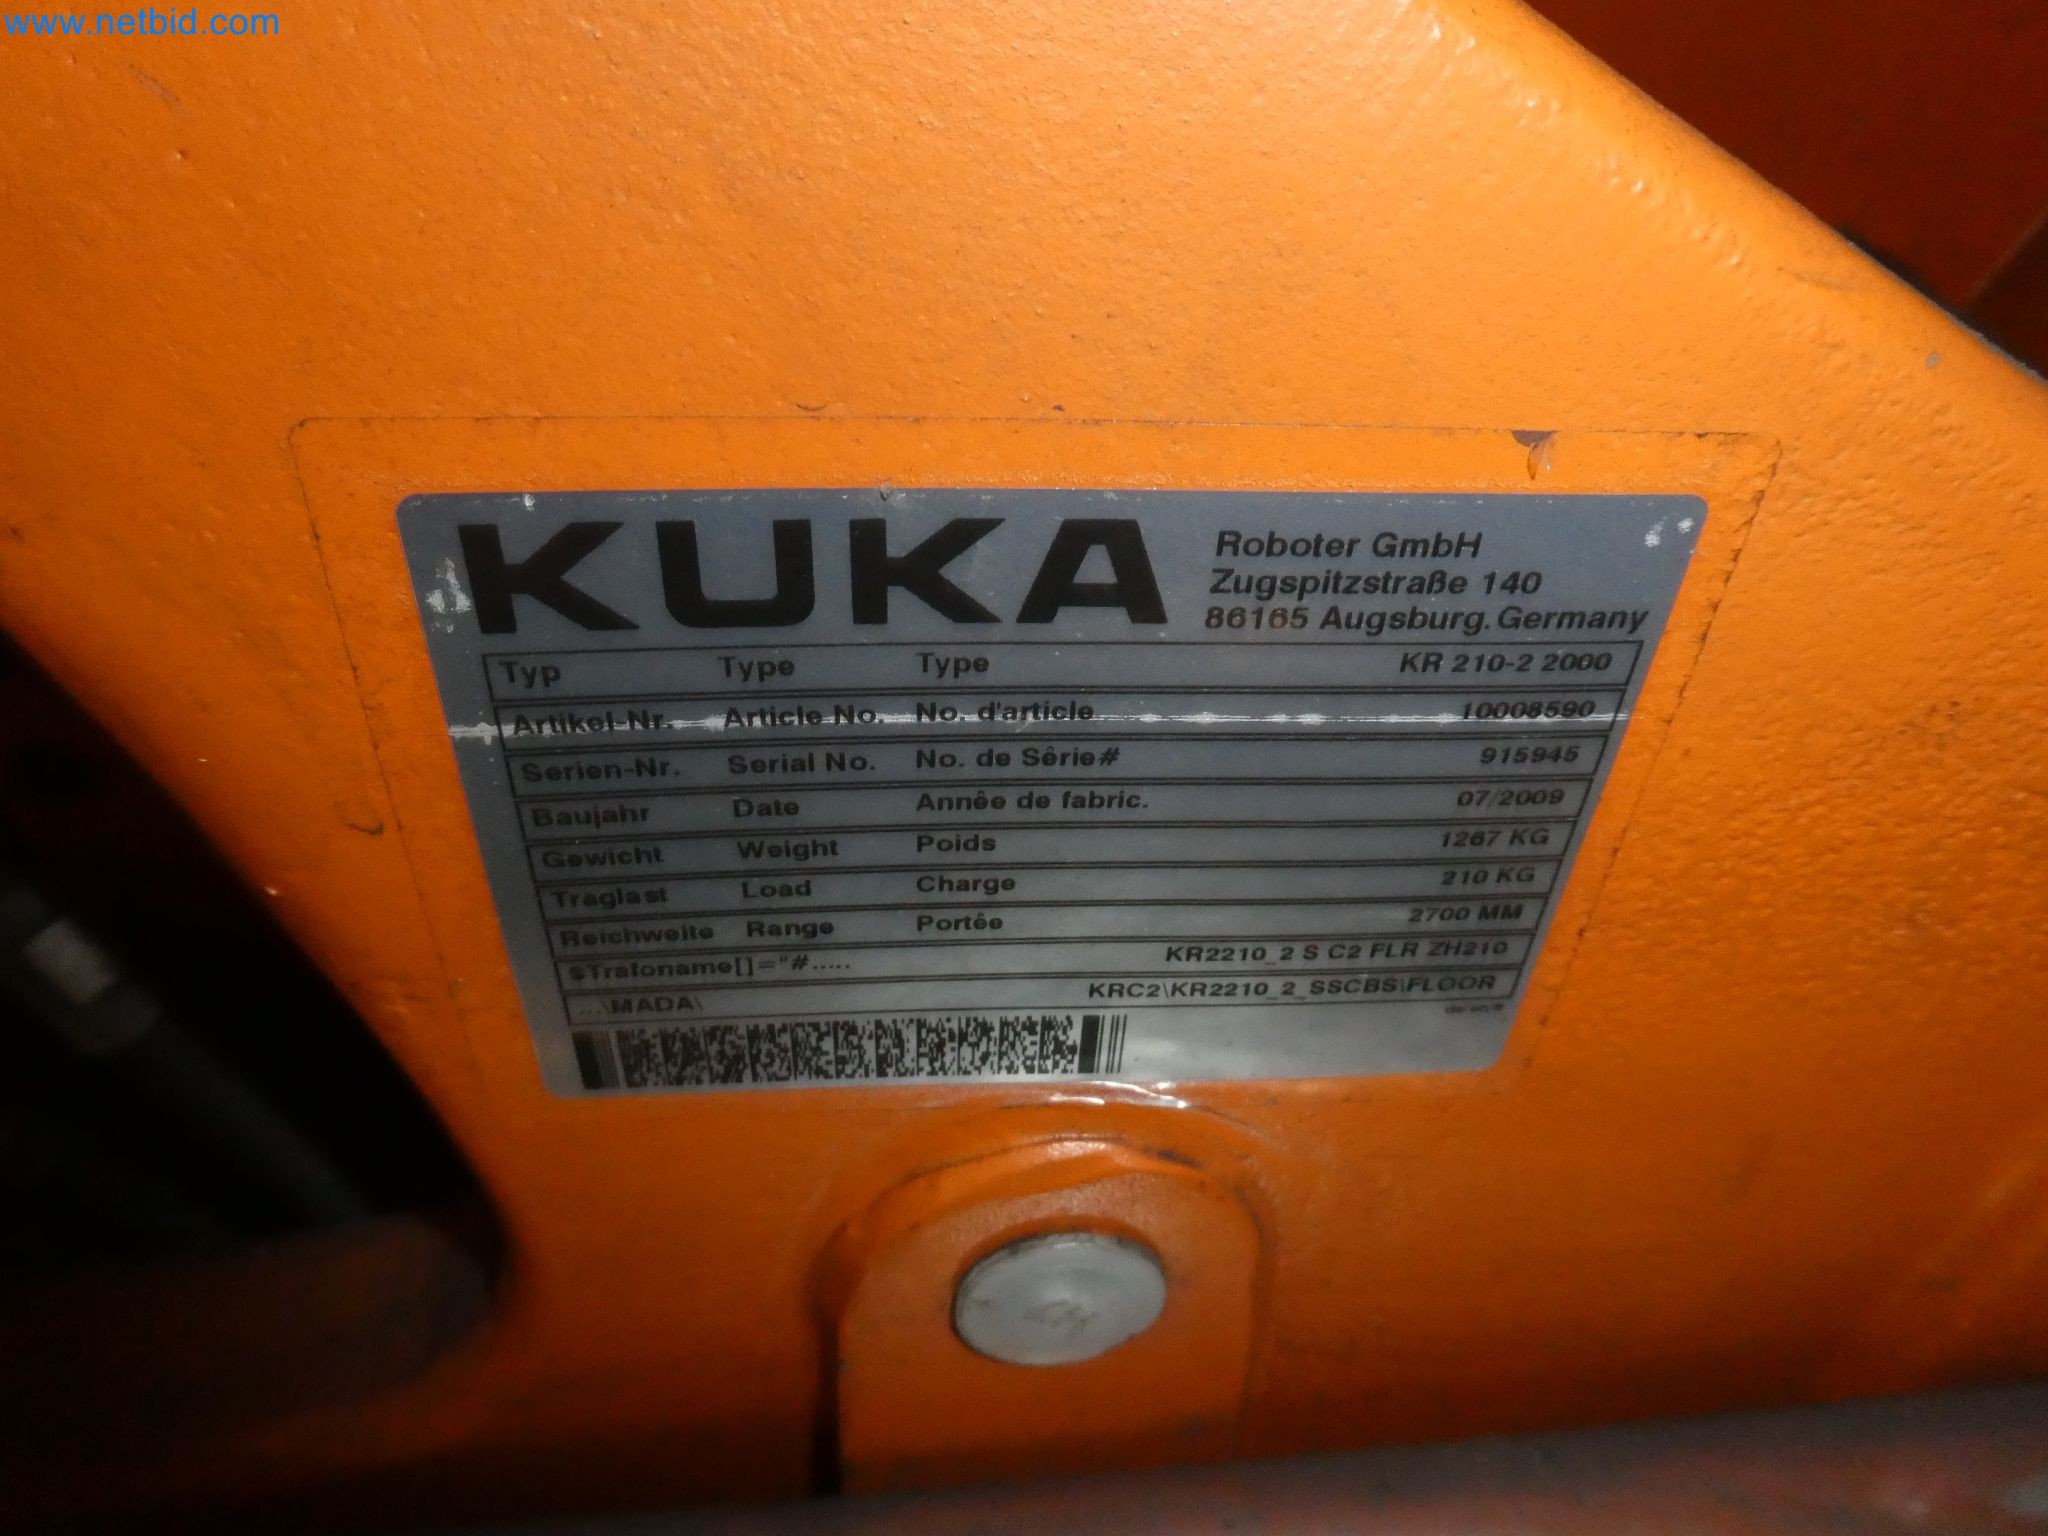 www.netbid.com
KUKA
Roboter GmbH
Zugspitzstraße 140
86165 Augsburg. Germany
Typ Type Type KR 210-2 2000
Artikel-Nr. Article No. No. d'article 10008590
Serien-Nr. Serial No. No. de Sêrie# 915945
Baujahr Date Annêe de fabric. 07/2009
Gewicht Weight Poids 1267 KG
Traglast Load Charge 210 KG
Reichweite Range Portêe 2700 MM
$Trafoname[]="#..... KR2210_2 S C2 FLR ZH210
...\MADA\ KRC2\KR2210_2_SSCBS\FLOOR